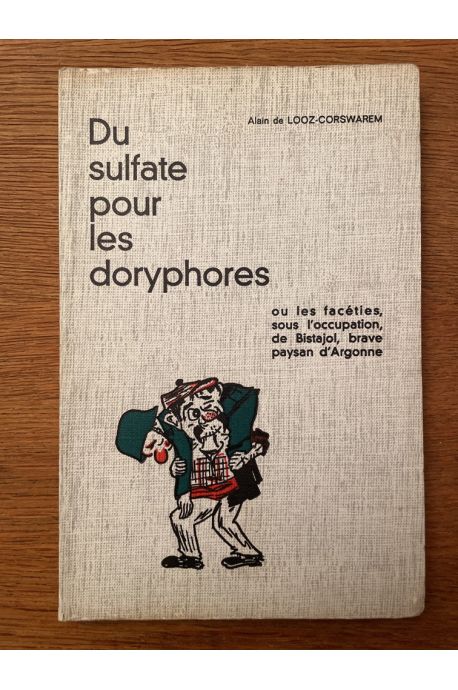 Alain de LOOZ-CORSWAREM
Du
sulfate
pour
les
doryphores
ou les facéties,
sous l'occupation,
de Bistajol, brave
paysan d'Argonne